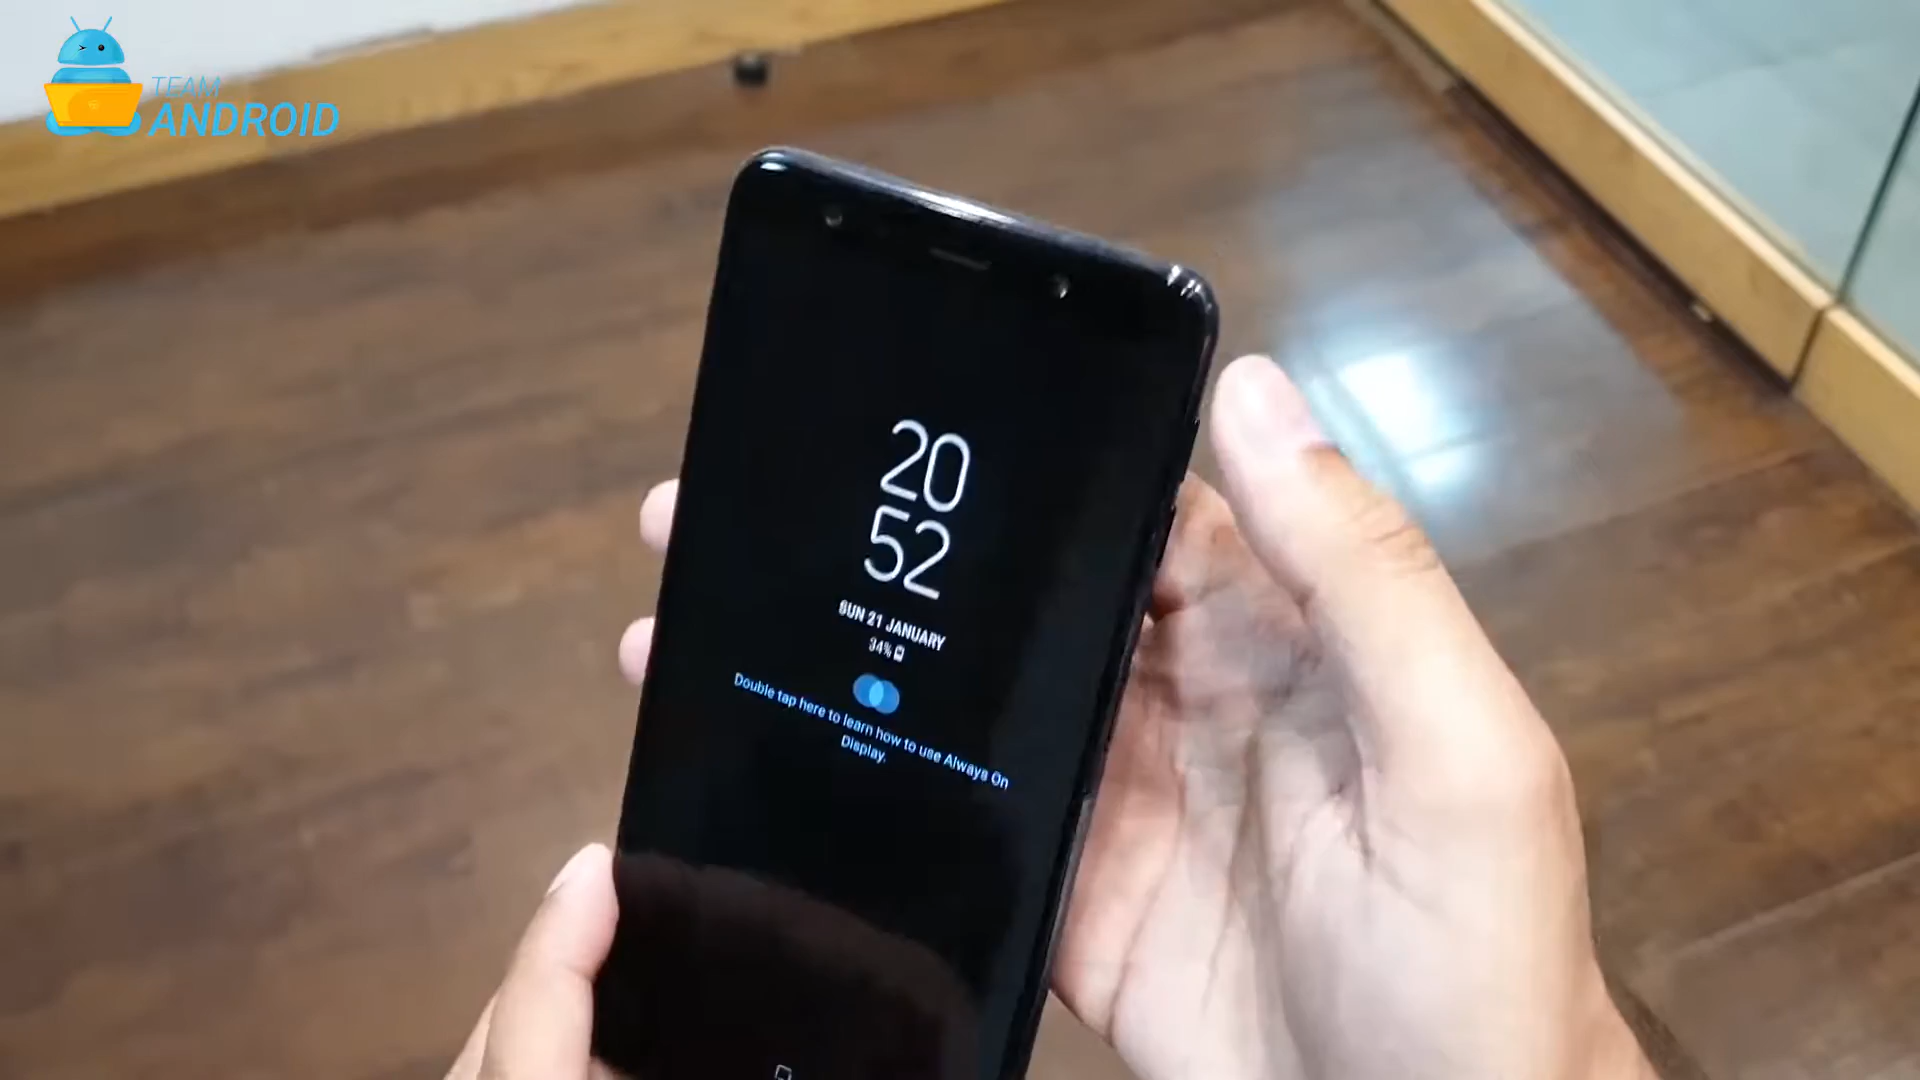 TEAM
ANDROID
20
52
SUN 21 JANUARY
34%
Double tap here to learn how to use Always On
Display.